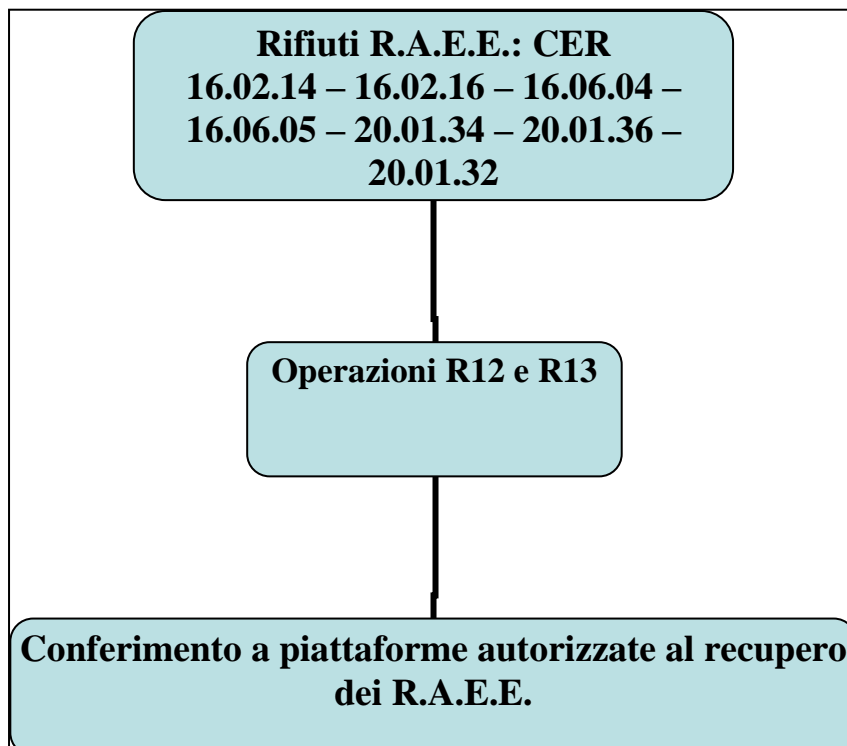 Rifiuti R.A.E.E.: CER
16.02.14 – 16.02.16 – 16.06.04 –
16.06.05 – 20.01.34 – 20.01.36 –
20.01.32
Operazioni R12 e R13
Conferimento a piattaforme autorizzate al recupero
dei R.A.E.E.